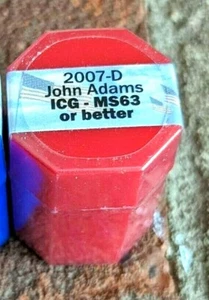 2007-D
John Adams
ICG - MS63
or better